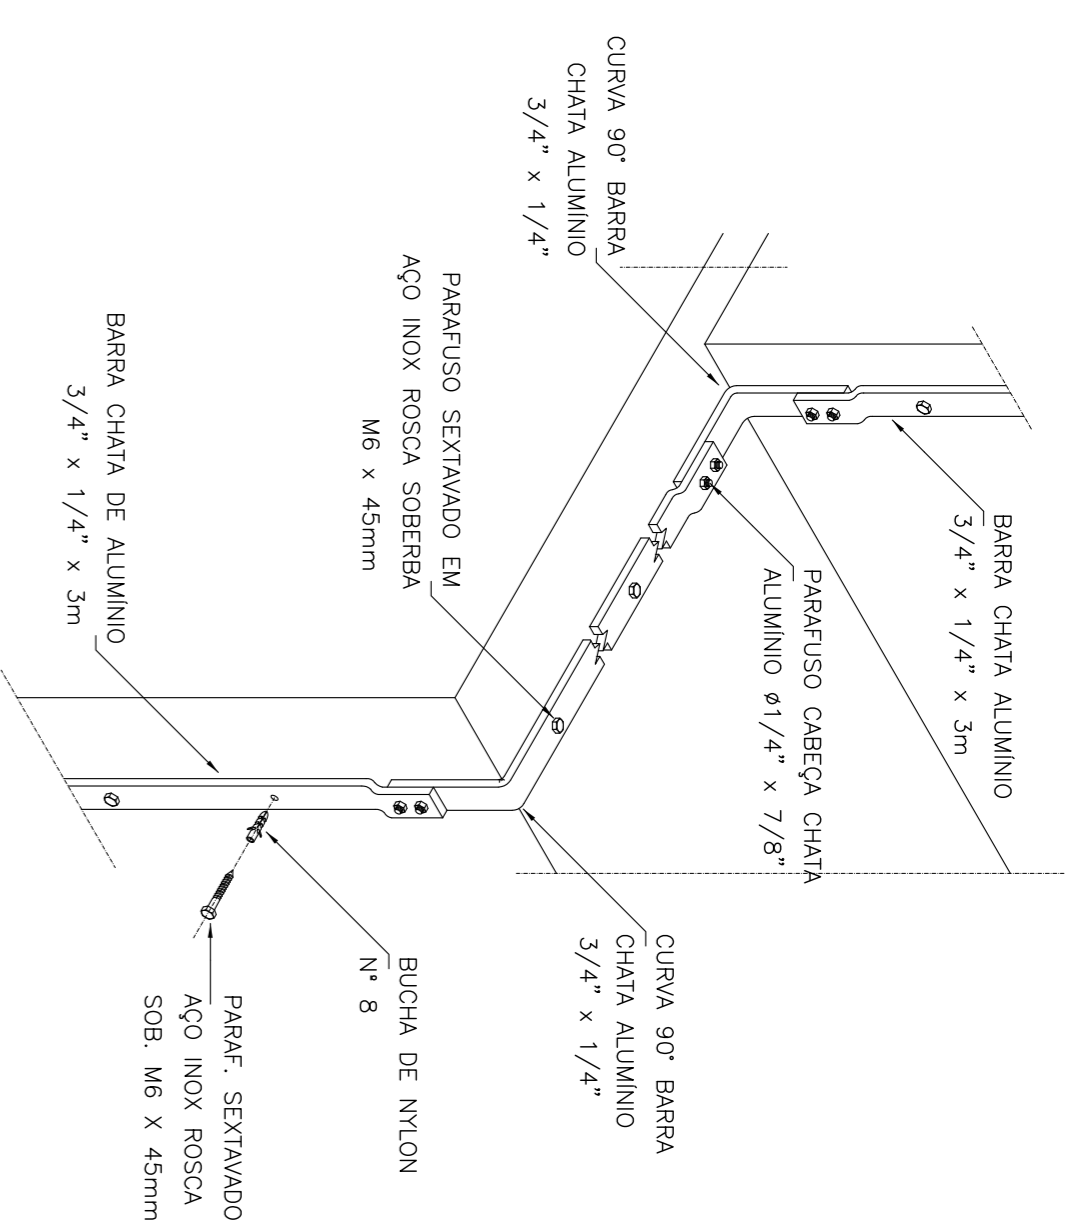 CURVA 90° BARRA
CHATA ALUMÍNIO
3/4" x 1/4"
PARAFUSO SEXTAVADO EM
AÇO INOX ROSCA SOBERBA
M6 x 45mm
BARRA CHATA DE ALUMÍNIO
3/4" x 1/4" x 3m
BARRA CHATA ALUMÍNIO
3/4" x 1/4" x 3m
PARAFUSO CABEÇA CHATA
ALUMÍNIO ø1/4" x 7/8"
CURVA 90° BARRA
CHATA ALUMÍNIO
3/4" x 1/4"
BUCHA DE NYLON
N° 8
PARAF. SEXTAVADO
AÇO INOX ROSCA
SOB. M6 X 45mm